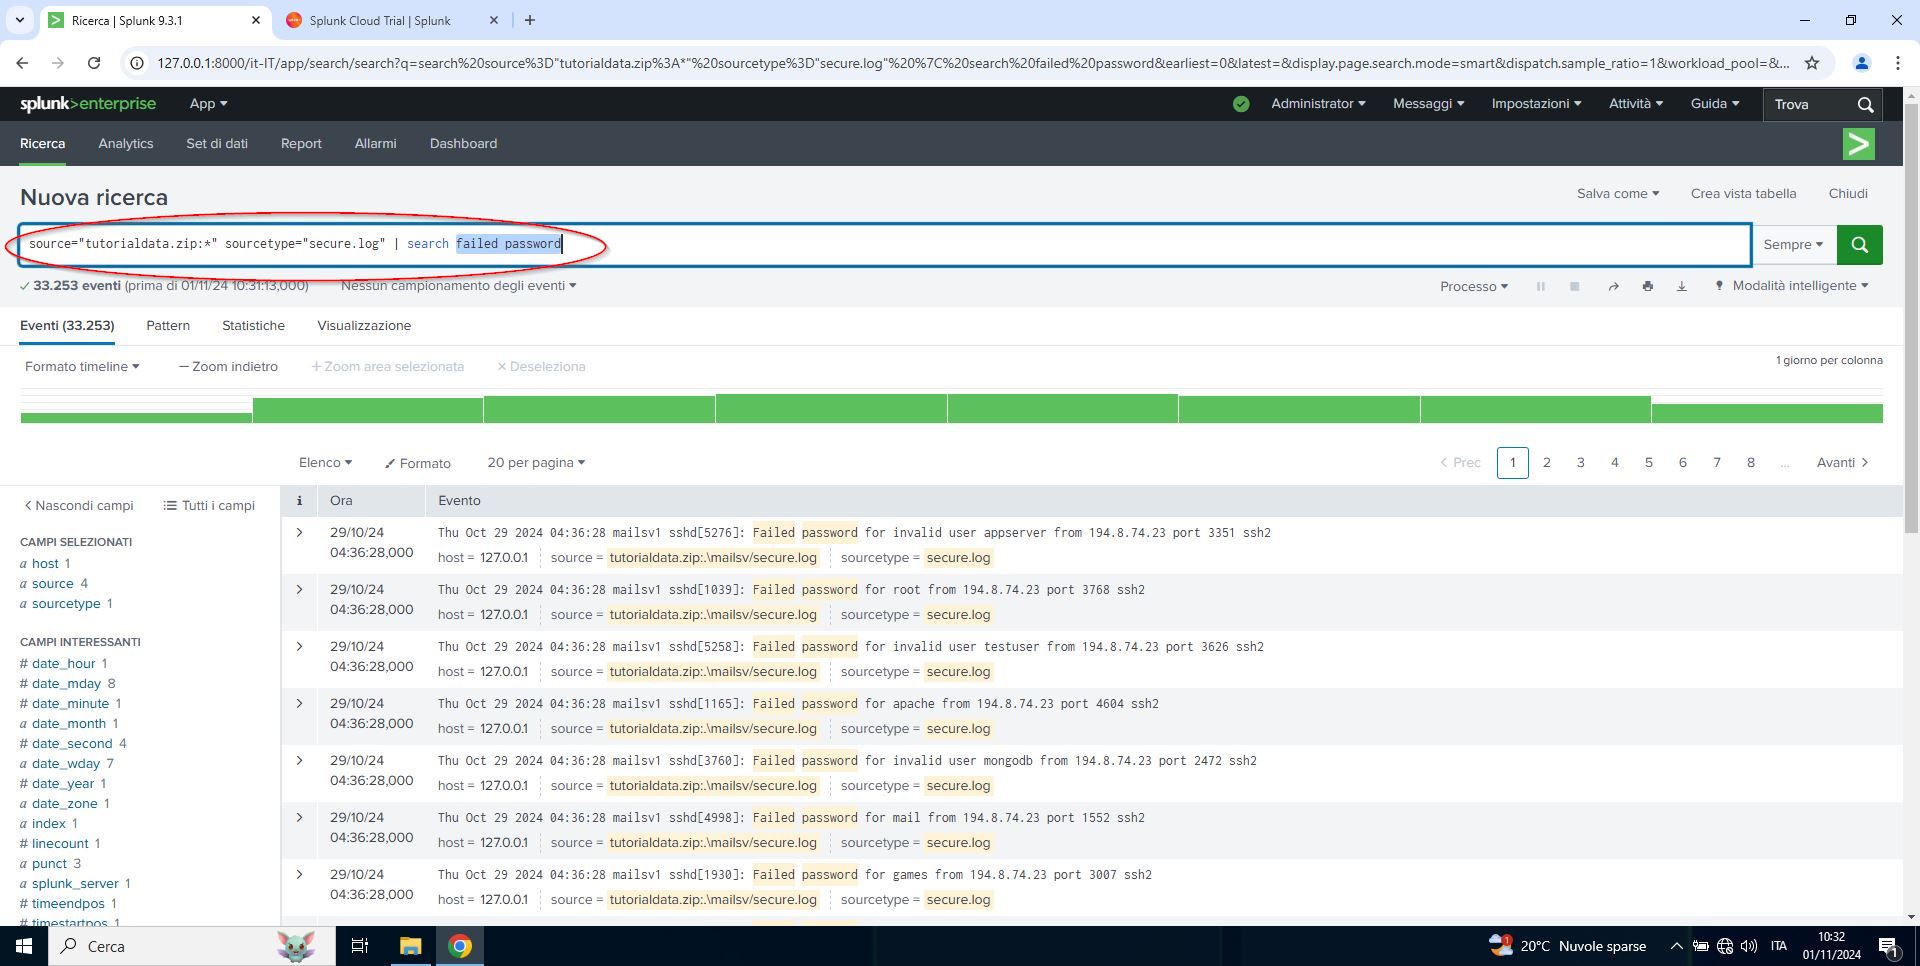 Ricerca | Splunk 9.3.1
Splunk Cloud Trial | Splunk
127.0.0.1:8000/it-IT/app/search/search?q=search%20source%3D"tutorialdata.zip%3A*"%20sourcetype%3D"secure.log"%20%7C%20search%20failed%20password&earliest=0&latest=&display.page.search.mode=smart&dispatch.sample_ratio=1&workload_pool=&...
splunk>enterprise App Administrator Messaggi Impostazioni Attività Guida Trova
Ricerca Analytics Set di dati Report Allarmi Dashboard
Nuova ricerca Salva come Crea vista tabella Chiudi
source="tutorialdata.zip:*" sourcetype="secure.log" | search failed password Sempre
33.253 eventi (prima di 01/11/24 10:31:13,000) Nessun campionamento degli eventi Processo Modalità intelligente
Eventi (33.253) Pattern Statistiche Visualizzazione
Formato timeline — Zoom indietro + Zoom area selezionata × Deseleziona 1 giorno per colonna
Elenco Formato 20 per pagina < Prec 1 2 3 4 5 6 7 8 ... Avanti >
< Nascondi campi Tutti i campi
CAMPI SELEZIONATI
a host 1
a source 4
a sourcetype 1
CAMPI INTERESSANTI
# date_hour 1
# date_mday 8
# date_minute 1
a date_month 1
# date_second 4
a date_wday 7
# date_year 1
a date_zone 1
a index 1
# linecount 1
a punct 3
a splunk_server 1
# timeendpos 1
# timestartpos 1
i Ora Evento
29/10/24 04:36:28,000
Thu Oct 29 2024 04:36:28 mailsv1 sshd[5276]: Failed password for invalid user appserver from 194.8.74.23 port 3351 ssh2
host = 127.0.0.1 source = tutorialdata.zip:.\mailsv/secure.log sourcetype = secure.log
29/10/24 04:36:28,000
Thu Oct 29 2024 04:36:28 mailsv1 sshd[1039]: Failed password for root from 194.8.74.23 port 3768 ssh2
host = 127.0.0.1 source = tutorialdata.zip:.\mailsv/secure.log sourcetype = secure.log
29/10/24 04:36:28,000
Thu Oct 29 2024 04:36:28 mailsv1 sshd[5258]: Failed password for invalid user testuser from 194.8.74.23 port 3626 ssh2
host = 127.0.0.1 source = tutorialdata.zip:.\mailsv/secure.log sourcetype = secure.log
29/10/24 04:36:28,000
Thu Oct 29 2024 04:36:28 mailsv1 sshd[1165]: Failed password for apache from 194.8.74.23 port 4604 ssh2
host = 127.0.0.1 source = tutorialdata.zip:.\mailsv/secure.log sourcetype = secure.log
29/10/24 04:36:28,000
Thu Oct 29 2024 04:36:28 mailsv1 sshd[3760]: Failed password for invalid user mongodb from 194.8.74.23 port 2472 ssh2
host = 127.0.0.1 source = tutorialdata.zip:.\mailsv/secure.log sourcetype = secure.log
29/10/24 04:36:28,000
Thu Oct 29 2024 04:36:28 mailsv1 sshd[4998]: Failed password for mail from 194.8.74.23 port 1552 ssh2
host = 127.0.0.1 source = tutorialdata.zip:.\mailsv/secure.log sourcetype = secure.log
29/10/24 04:36:28,000
Thu Oct 29 2024 04:36:28 mailsv1 sshd[1930]: Failed password for games from 194.8.74.23 port 3007 ssh2
host = 127.0.0.1 source = tutorialdata.zip:.\mailsv/secure.log sourcetype = secure.log
Cerca 1 20°C Nuvole sparse ITA 10:32
01/11/2024 1